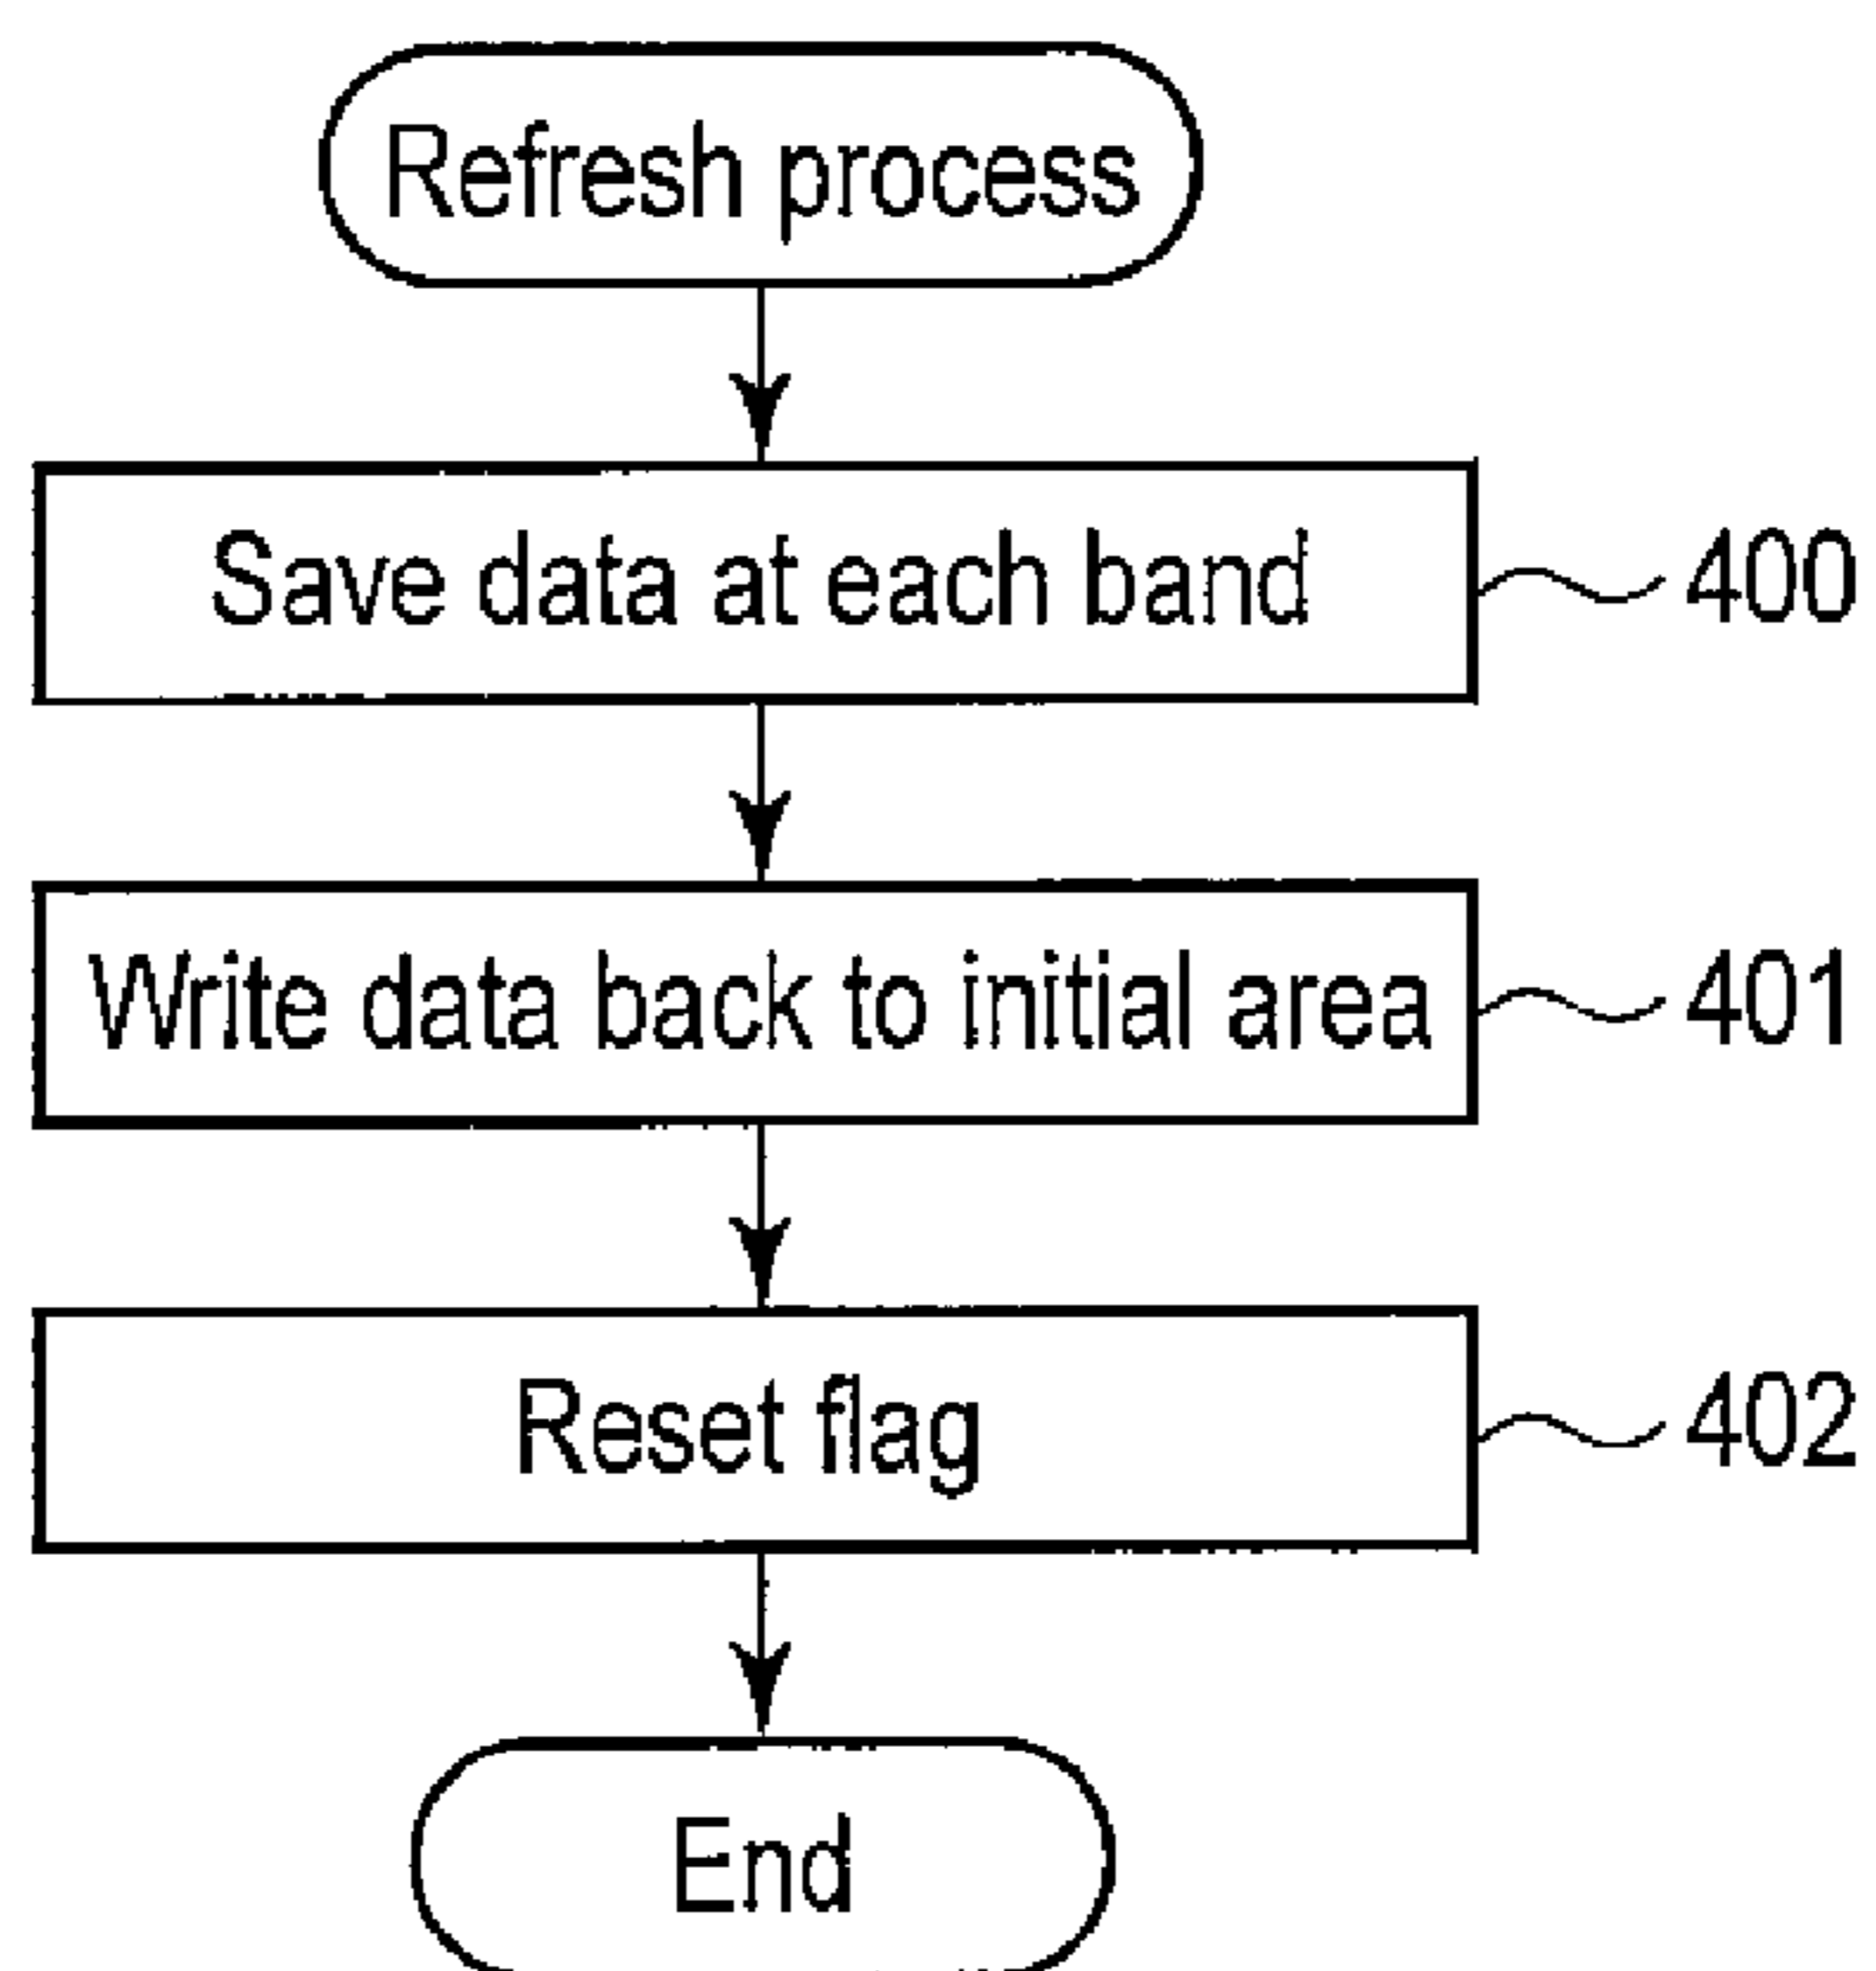 Refresh process
Save data at each band 400
Write data back to initial area 401
Reset flag 402
End